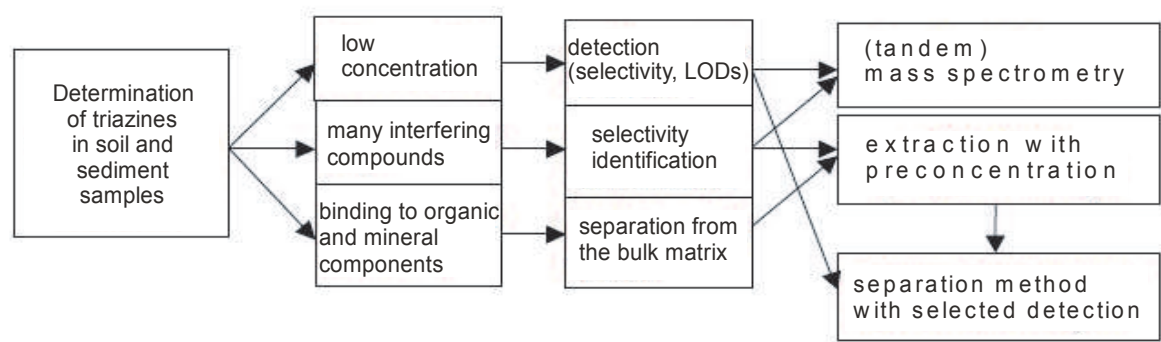 Determination
of triazines
in soil and
sediment
samples
low
concentration
many interfering
compounds
binding to organic
and mineral
components
detection
(selectivity, LODs)
selectivity
identification
separation from
the bulk matrix
(tandem)
mass spectrometry
extraction with
preconcentration
separation method
with selected detection